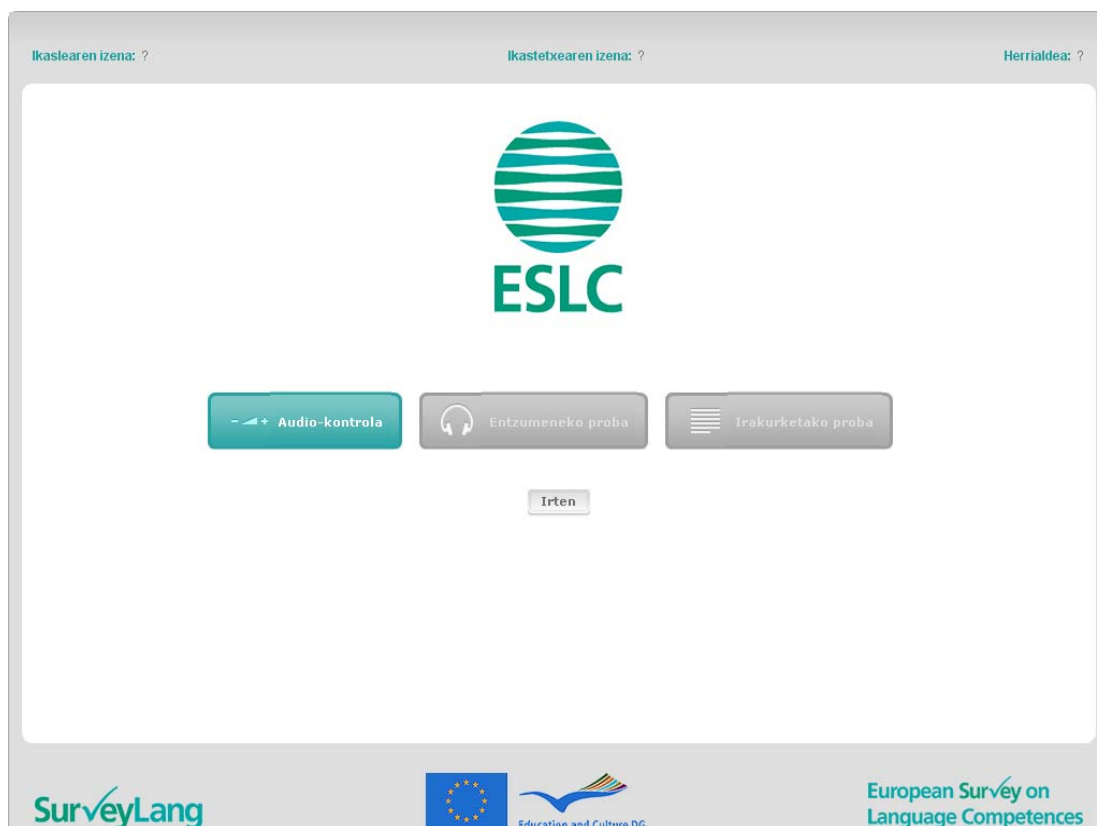 Ikaslearen izena: ? Ikastetxearen izena: ? Herrialdea: ?
ESLC
- + Audio-kontrola Entzumeneko proba Irakurketako proba
Irten
SurveyLang Education and Culture DG European Survey on
Language Competences